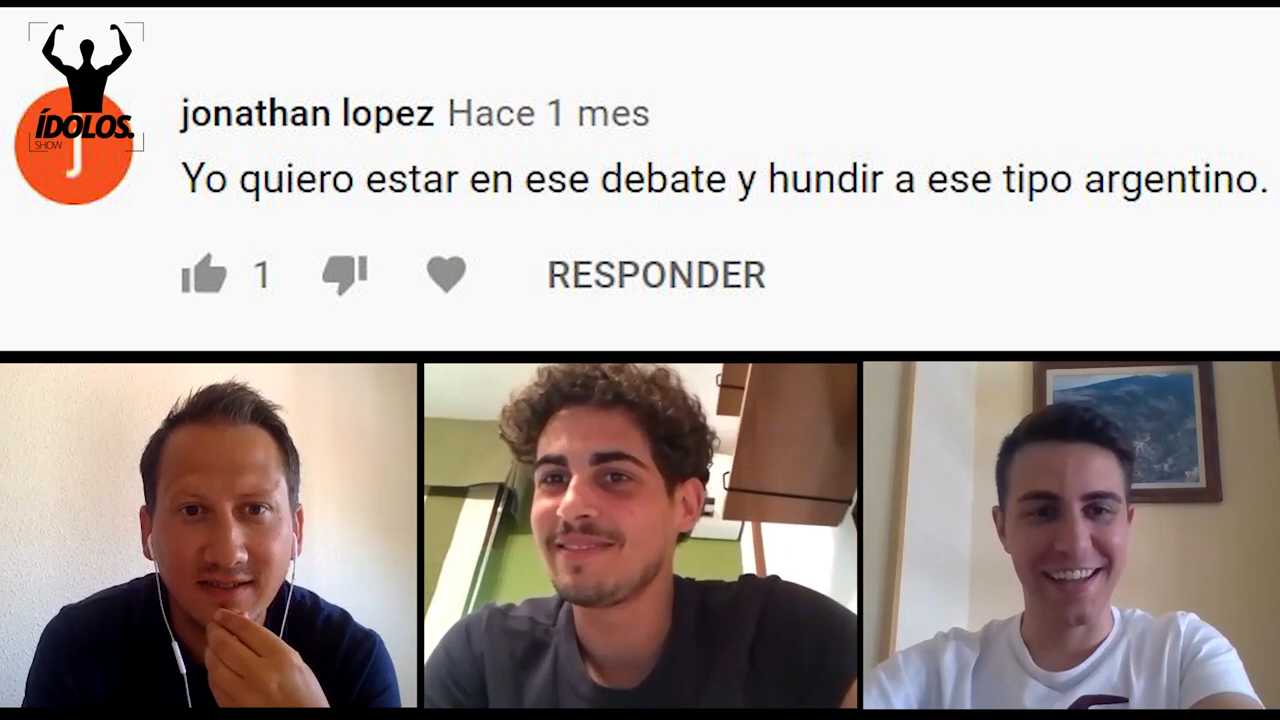 ÍDOLOS.
SHOW
J
jonathan lopez Hace 1 mes
Yo quiero estar en ese debate y hundir a ese tipo argentino.
1
RESPONDER